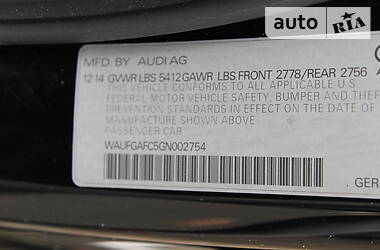 auto RIA
.com
MFD BY AUDI AG
12 14 GVWR LBS 5412 GAWR LBS FRONT 2778/REAR 2756
THIS VEHICLE CONFORMS TO ALL APPLICABLE U S
FEDERAL MOTOR VEHICLE SAFETY, BUMPER AND THEF
PREVENTION STANDARDS IN EFFECT ON THE DATE O
MANUFACTURE SHOWN ABOVE
PASSENGER CAR
WAUFGAFC5GN002754
GER